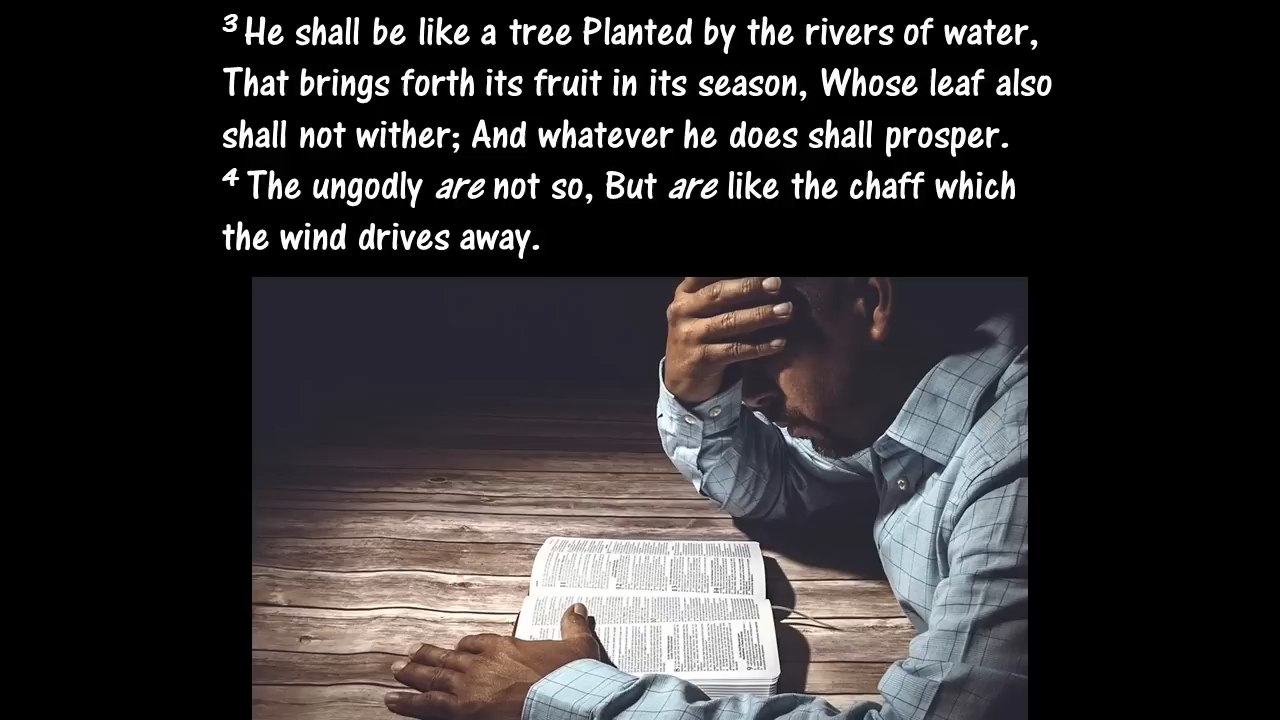 ³ He shall be like a tree Planted by the rivers of water,
That brings forth its fruit in its season, Whose leaf also
shall not wither; And whatever he does shall prosper.
⁴ The ungodly are not so, But are like the chaff which
the wind drives away.